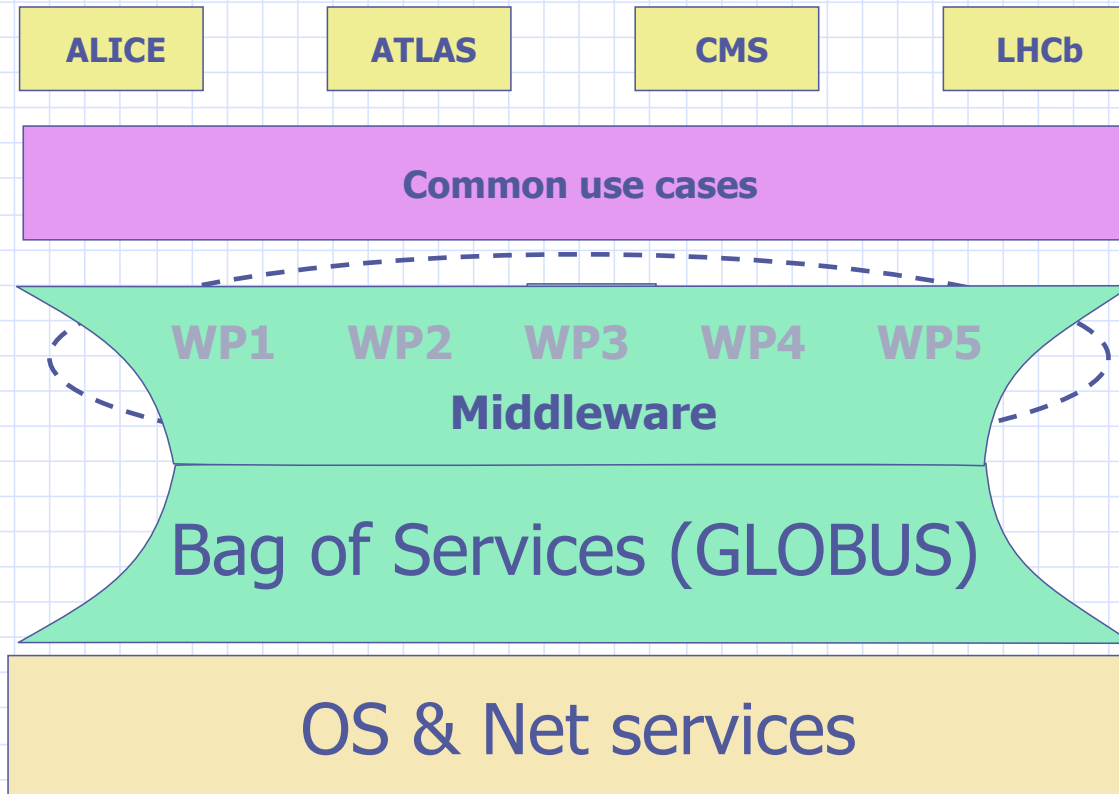 ALICE ATLAS CMS LHCb
Common use cases
WP1 WP2 WP3 WP4 WP5
Middleware
Bag of Services (GLOBUS)
OS & Net services